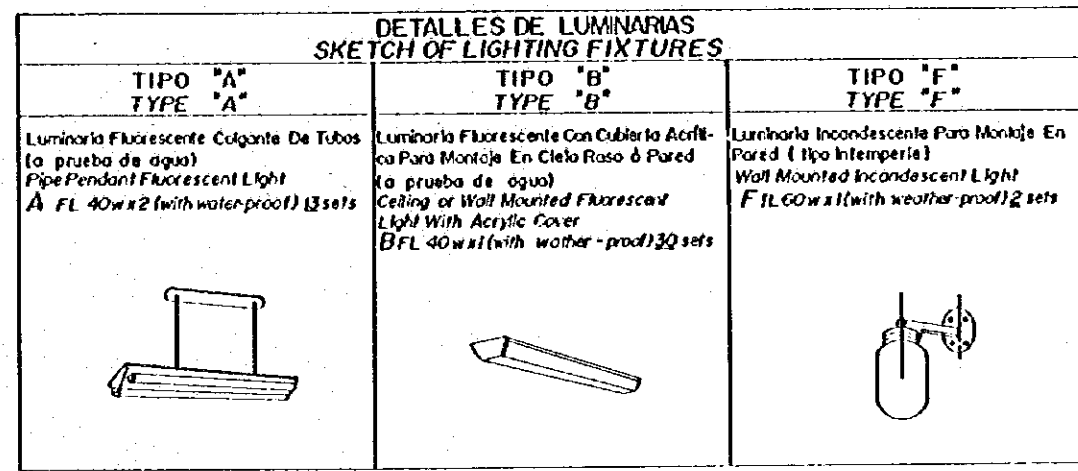 DETALLES DE LUMINARIAS
SKETCH OF LIGHTING FIXTURES
TIPO "A"
TYPE "A"
Luminaria Fluorescente Colgante De Tubos
(a prueba de agua)
Pipe Pendant Fluorescent Light
A FL 40w x 2 (with water-proof) 13 sets
TIPO "B"
TYPE "B"
Luminaria Fluorescente Con Cubierta Acríli-
ca Para Montaje En Cielo Raso ó Pared
(a prueba de agua)
Ceiling or Wall Mounted Fluorescent
Light With Acrylic Cover
B FL 40w x 1 (with wather-proof) 30 sets
TIPO "F"
TYPE "F"
Luminaria Incandescente Para Montaje En
Pared (tipo Intemperie)
Wall Mounted Incandescent Light
F IL 60w x 1 (with weather-proof) 2 sets